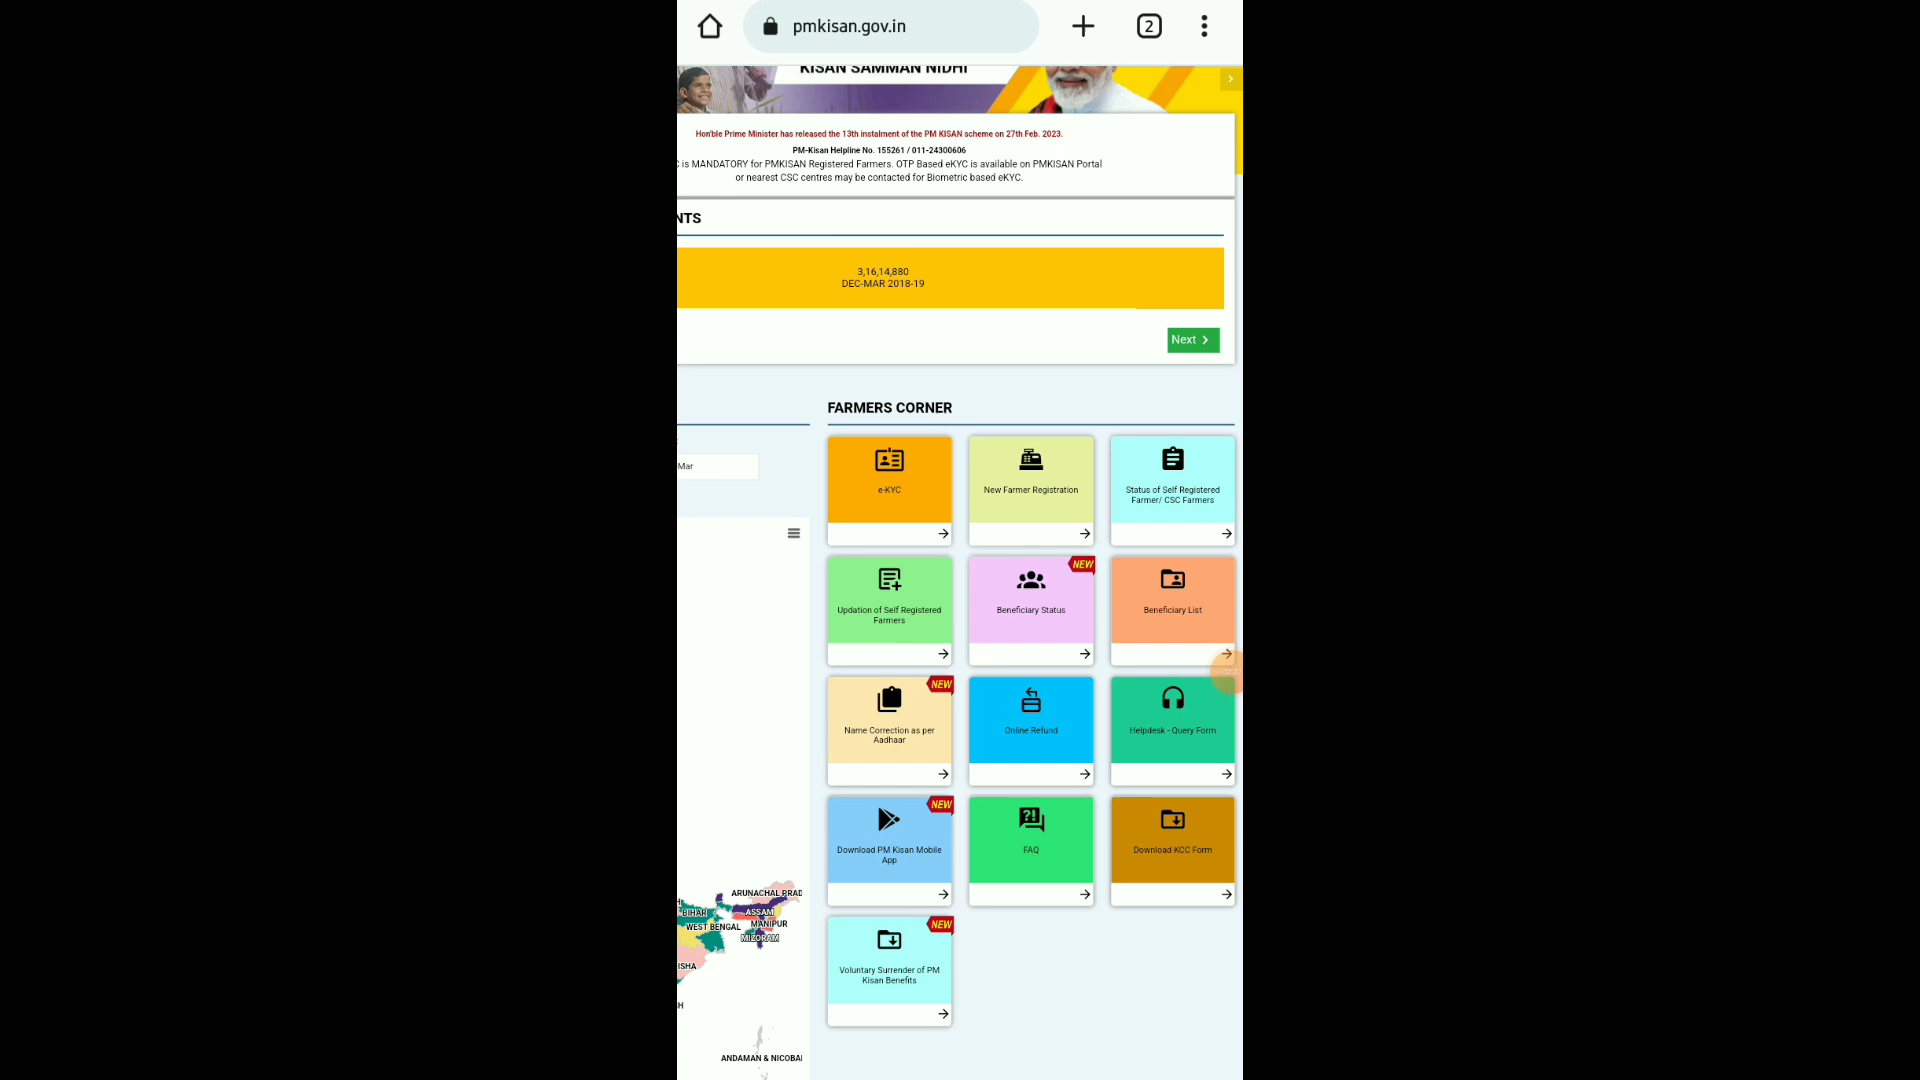 pmkisan.gov.in
2
KISAN SAMMAN NIDHI
Hon'ble Prime Minister has released the 13th instalment of the PM KISAN scheme on 27th Feb. 2023.
PM-Kisan Helpline No. 155261 / 011-24300606
C is MANDATORY for PMKISAN Registered Farmers. OTP Based eKYC is available on PMKISAN Portal
or nearest CSC centres may be contacted for Biometric based eKYC.
NTS
3,16,14,880
DEC-MAR 2018-19
Next
FARMERS CORNER
Mar
e-KYC
New Farmer Registration
Status of Self Registered
Farmer/ CSC Farmers
Updation of Self Registered
Farmers
NEW
Beneficiary Status
Beneficiary List
NEW
Name Correction as per
Aadhaar
Online Refund
Helpdesk - Query Form
NEW
Download PM Kisan Mobile
App
FAQ
Download KCC Form
NEW
Voluntary Surrender of PM
Kisan Benefits
ARUNACHAL PRAD
H
BIHAR
ASSAM
WEST BENGAL
MANIPUR
MIZORAM
ISHA
H
ANDAMAN & NICOBA